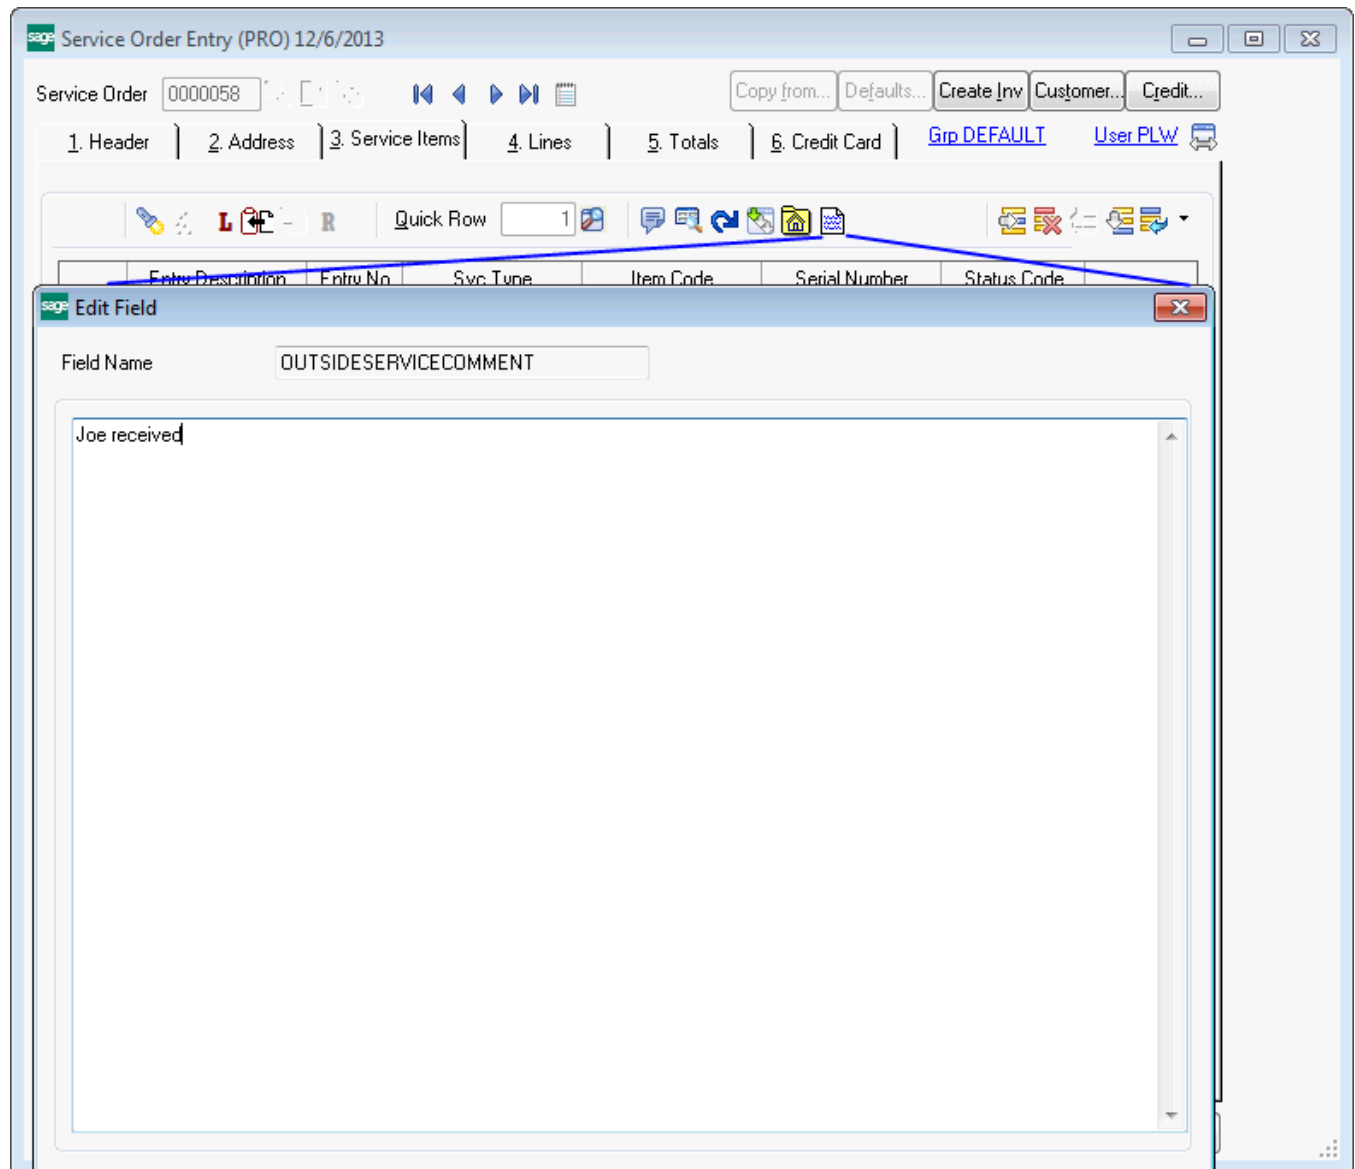 sage Service Order Entry (PRO) 12/6/2013
Service Order 0000058 Copy from... Defaults... Create Inv Customer... Credit...
1. Header 2. Address 3. Service Items 4. Lines 5. Totals 6. Credit Card Grp DEFAULT User PLW
L R Quick Row 1
Entry Description Entry No Svc Type Item Code Serial Number Status Code
sage Edit Field
Field Name OUTSIDESERVICECOMMENT
Joe received